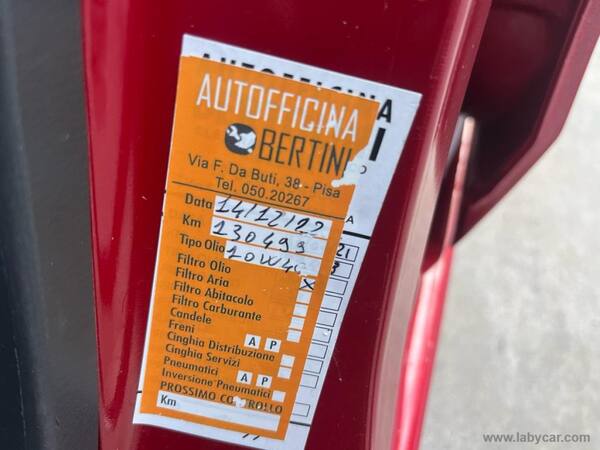 AUTOFFICINA
AUTOFFICINA
BERTINI
Via F. Da Buti, 38 - Pisa
Tel. 050.20267
Data 14/12/22
Km 130499
Tipo Olio 10W40
Filtro Olio X
Filtro Aria
Filtro Abitacolo
Filtro Carburante
Candele
Freni A P
Cinghia Distribuzione
Cinghia Servizi
Pneumatici A P
Inversione Pneumatici
PROSSIMO CONTROLLO
Km
www.labycar.com